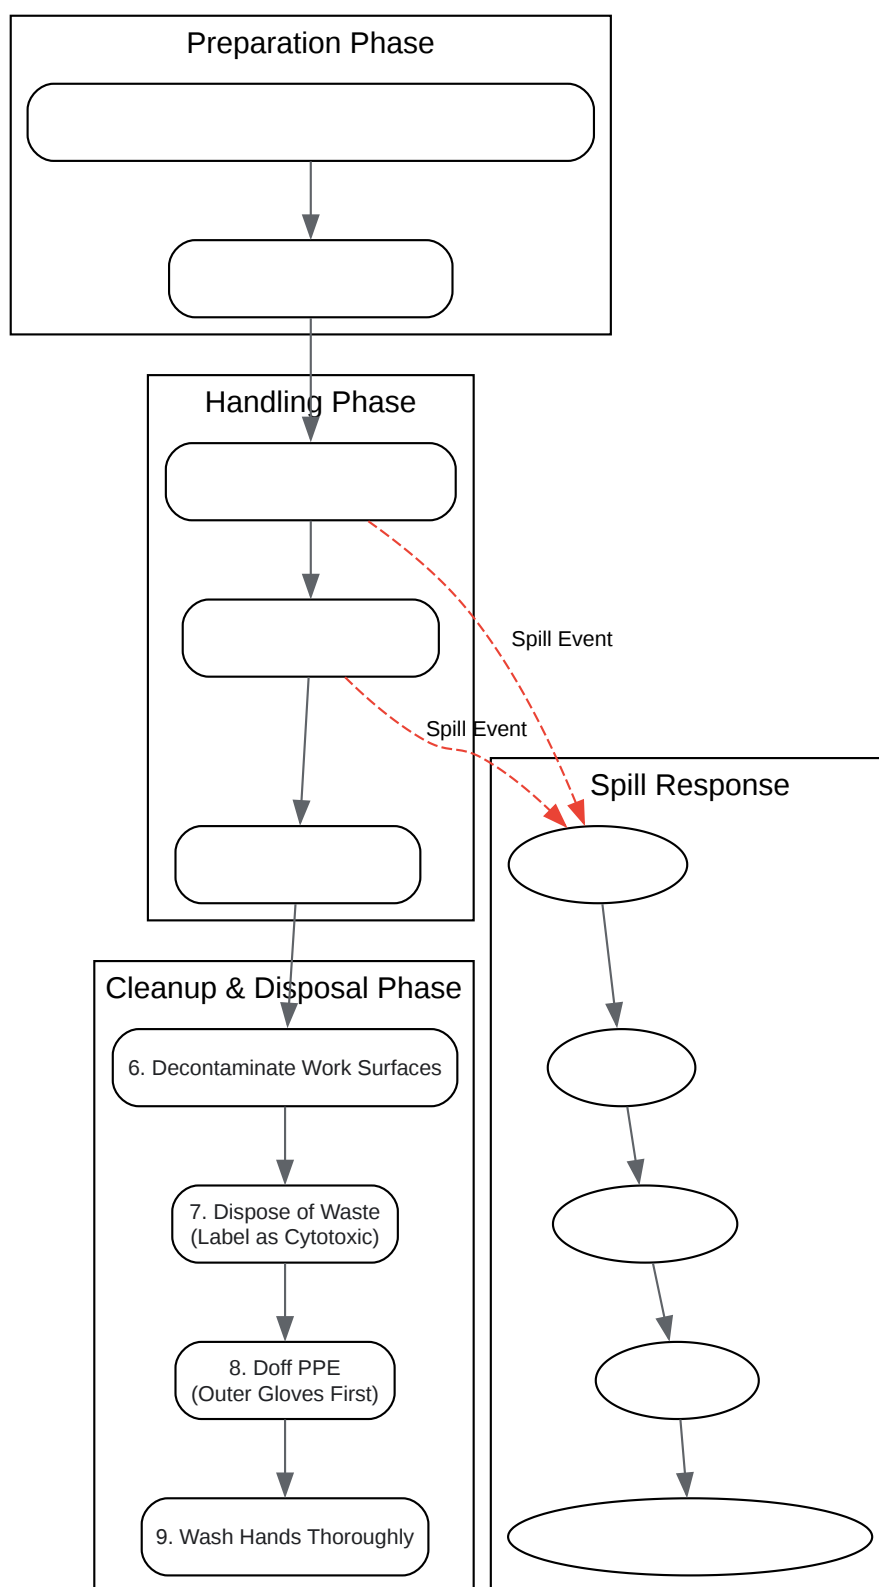 Preparation Phase
Handling Phase
Spill Event
Spill Event
Spill Response
Cleanup & Disposal Phase
6. Decontaminate Work Surfaces
7. Dispose of Waste
(Label as Cytotoxic)
8. Doff PPE
(Outer Gloves First)
9. Wash Hands Thoroughly